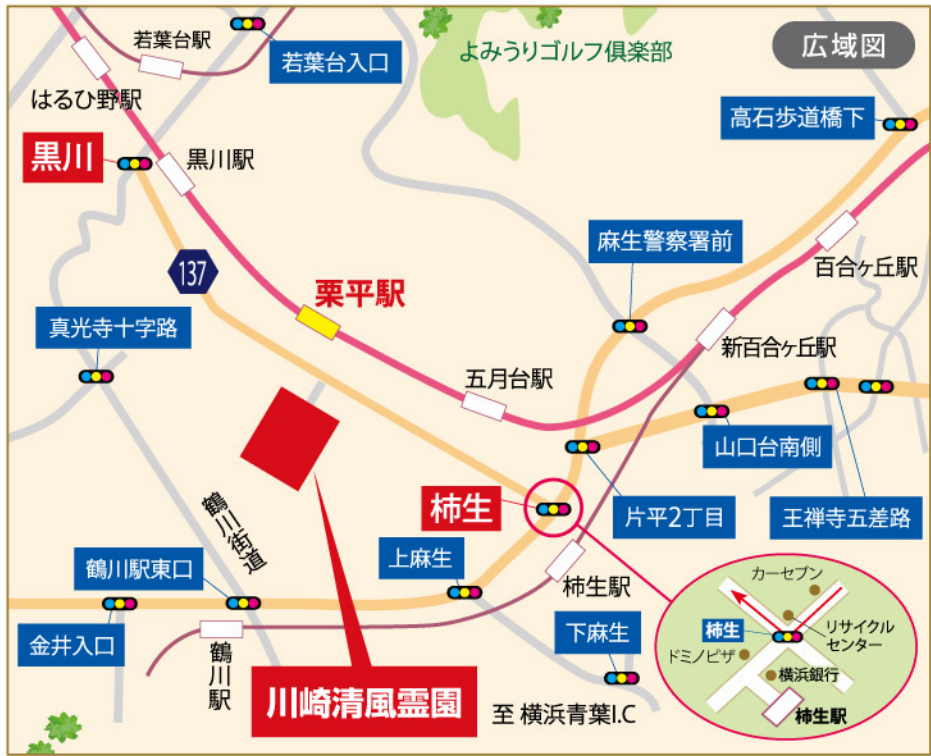 広域図
若葉台駅
若葉台入口
よみうりゴルフ倶楽部
はるひ野駅
高石歩道橋下
黒川
黒川駅
麻生警察署前
百合ヶ丘駅
137
栗平駅
真光寺十字路
新百合ヶ丘駅
五月台駅
山口台南側
柿生
片平2丁目
王禅寺五差路
鶴川街道
上麻生
鶴川駅東口
柿生駅
金井入口
鶴川駅
下麻生
川崎清風霊園
至 横浜青葉I.C
カーセブン
柿生
リサイクル
センター
ドミノピザ
横浜銀行
柿生駅